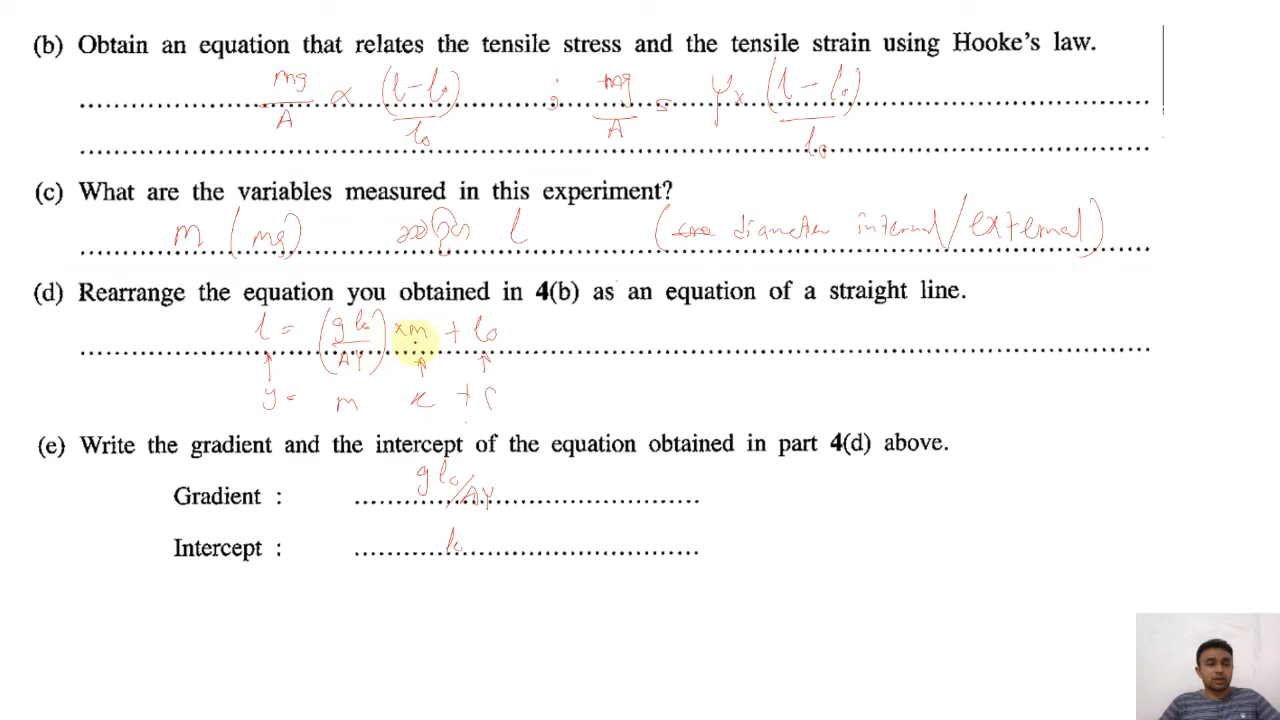 (b) Obtain an equation that relates the tensile stress and the tensile strain using Hooke's law.
mg/A ∝ (l – l₀)/l₀ ; mg/A = Y × (l – l₀)/l₀
(c) What are the variables measured in this experiment?
m (mg) l ( diameter internal/external)
(d) Rearrange the equation you obtained in 4(b) as an equation of a straight line.
l = (g l₀/AY) × m + l₀
y = m x + c
(e) Write the gradient and the intercept of the equation obtained in part 4(d) above.
Gradient : g l₀/AY
Intercept : l₀